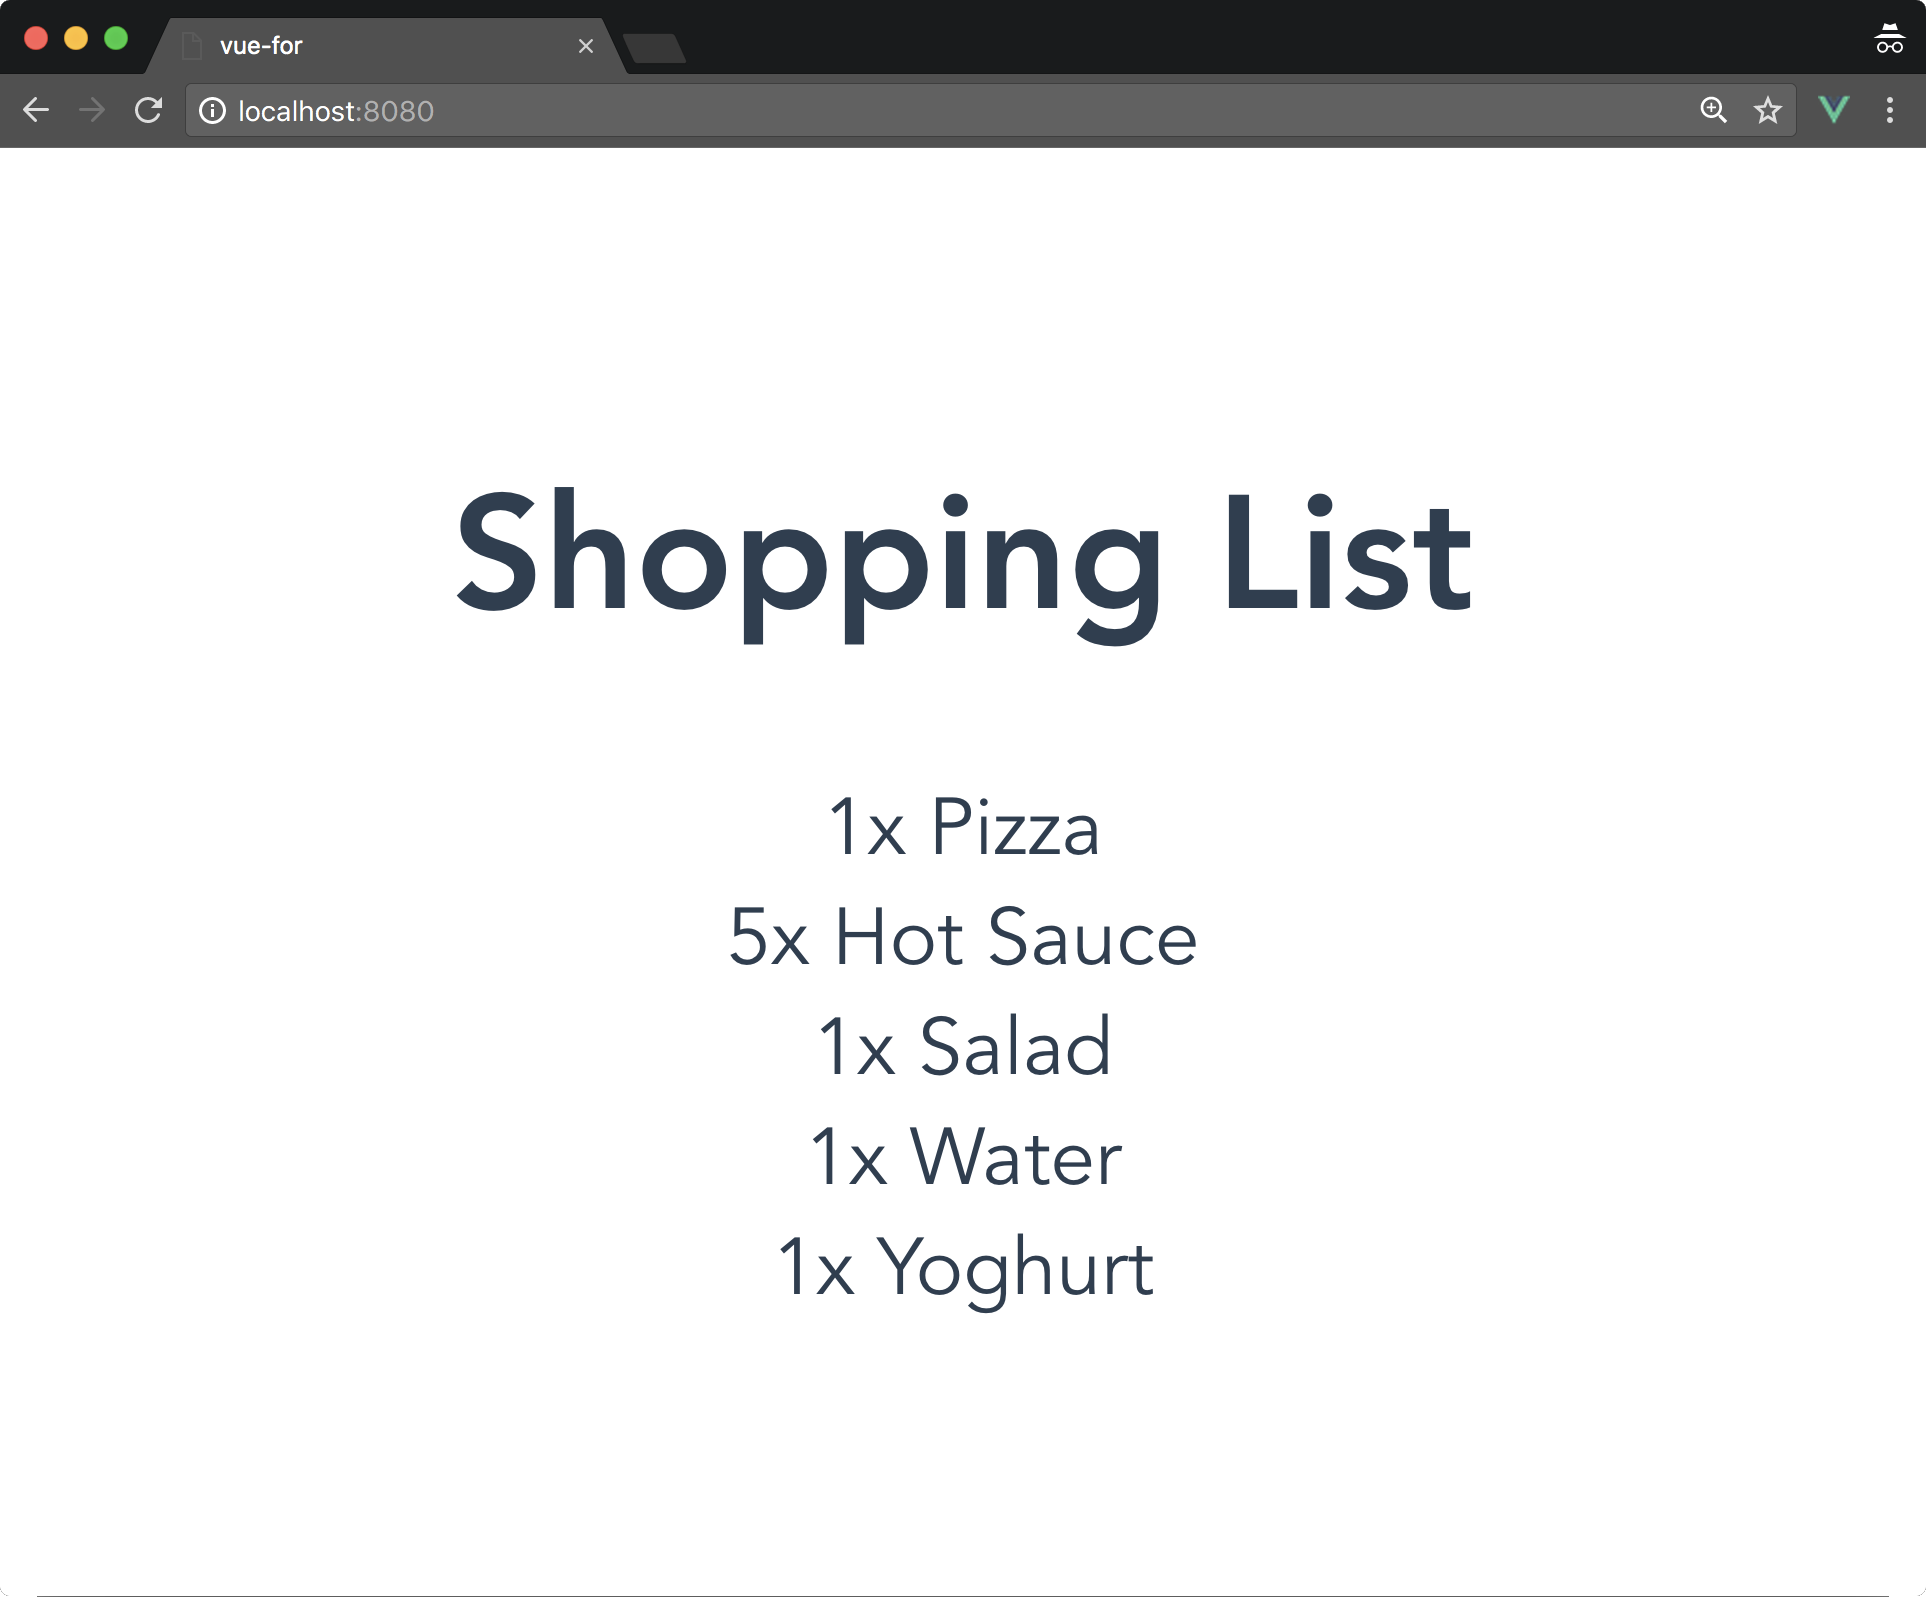 vue-for
localhost:8080
Shopping List
1x Pizza
5x Hot Sauce
1x Salad
1x Water
1x Yoghurt